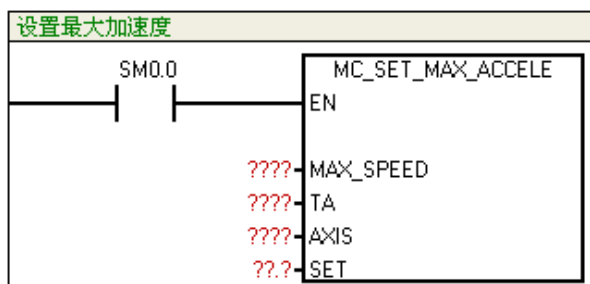 设置最大加速度
SM0.0
MC_SET_MAX_ACCELE
EN
????
MAX_SPEED
????
TA
????
AXIS
??.?
SET